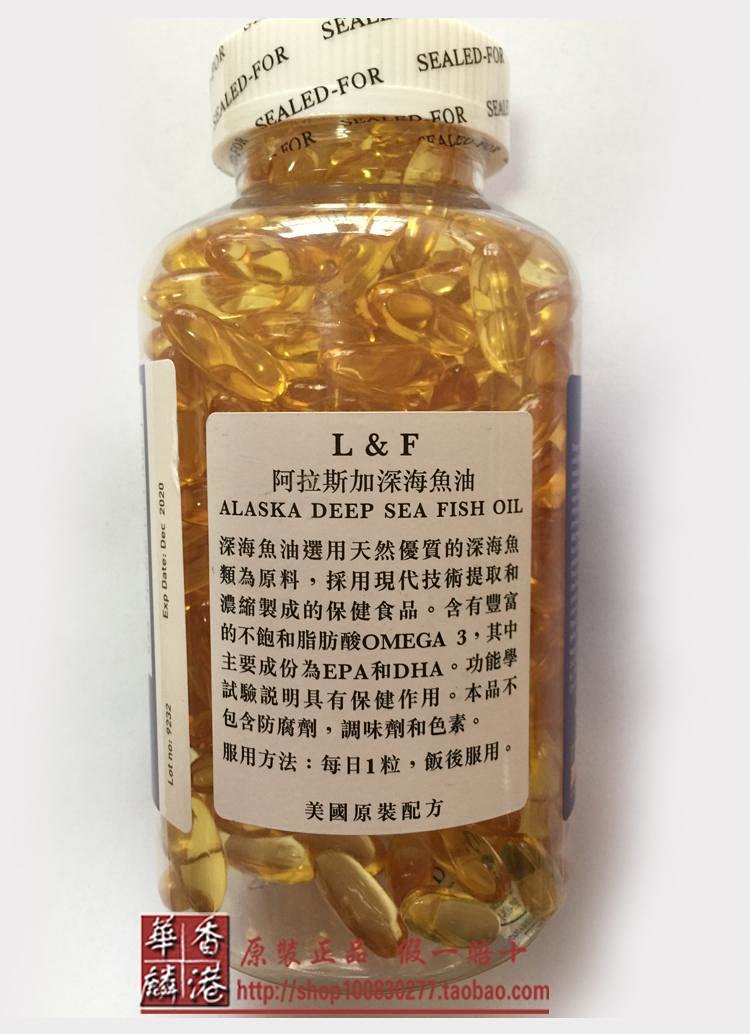 SEALED-FOR
SEALED-FOR
SEALED-FOR
L & F
阿拉斯加深海魚油
ALASKA DEEP SEA FISH OIL
深海魚油選用天然優質的深海魚
類為原料，採用現代技術提取和
濃縮製成的保健食品。含有豐富
的不飽和脂肪酸OMEGA 3，其中
主要成份為EPA和DHA。功能學
試驗説明具有保健作用。本品不
包含防腐劑，調味劑和色素。
服用方法：每日1粒，飯後服用。
美國原裝配方
Exp Date: Dec 2020
Lot no: 9232
香港
華麟
原裝正品 假一賠十
http://shop100830277.taobao.com